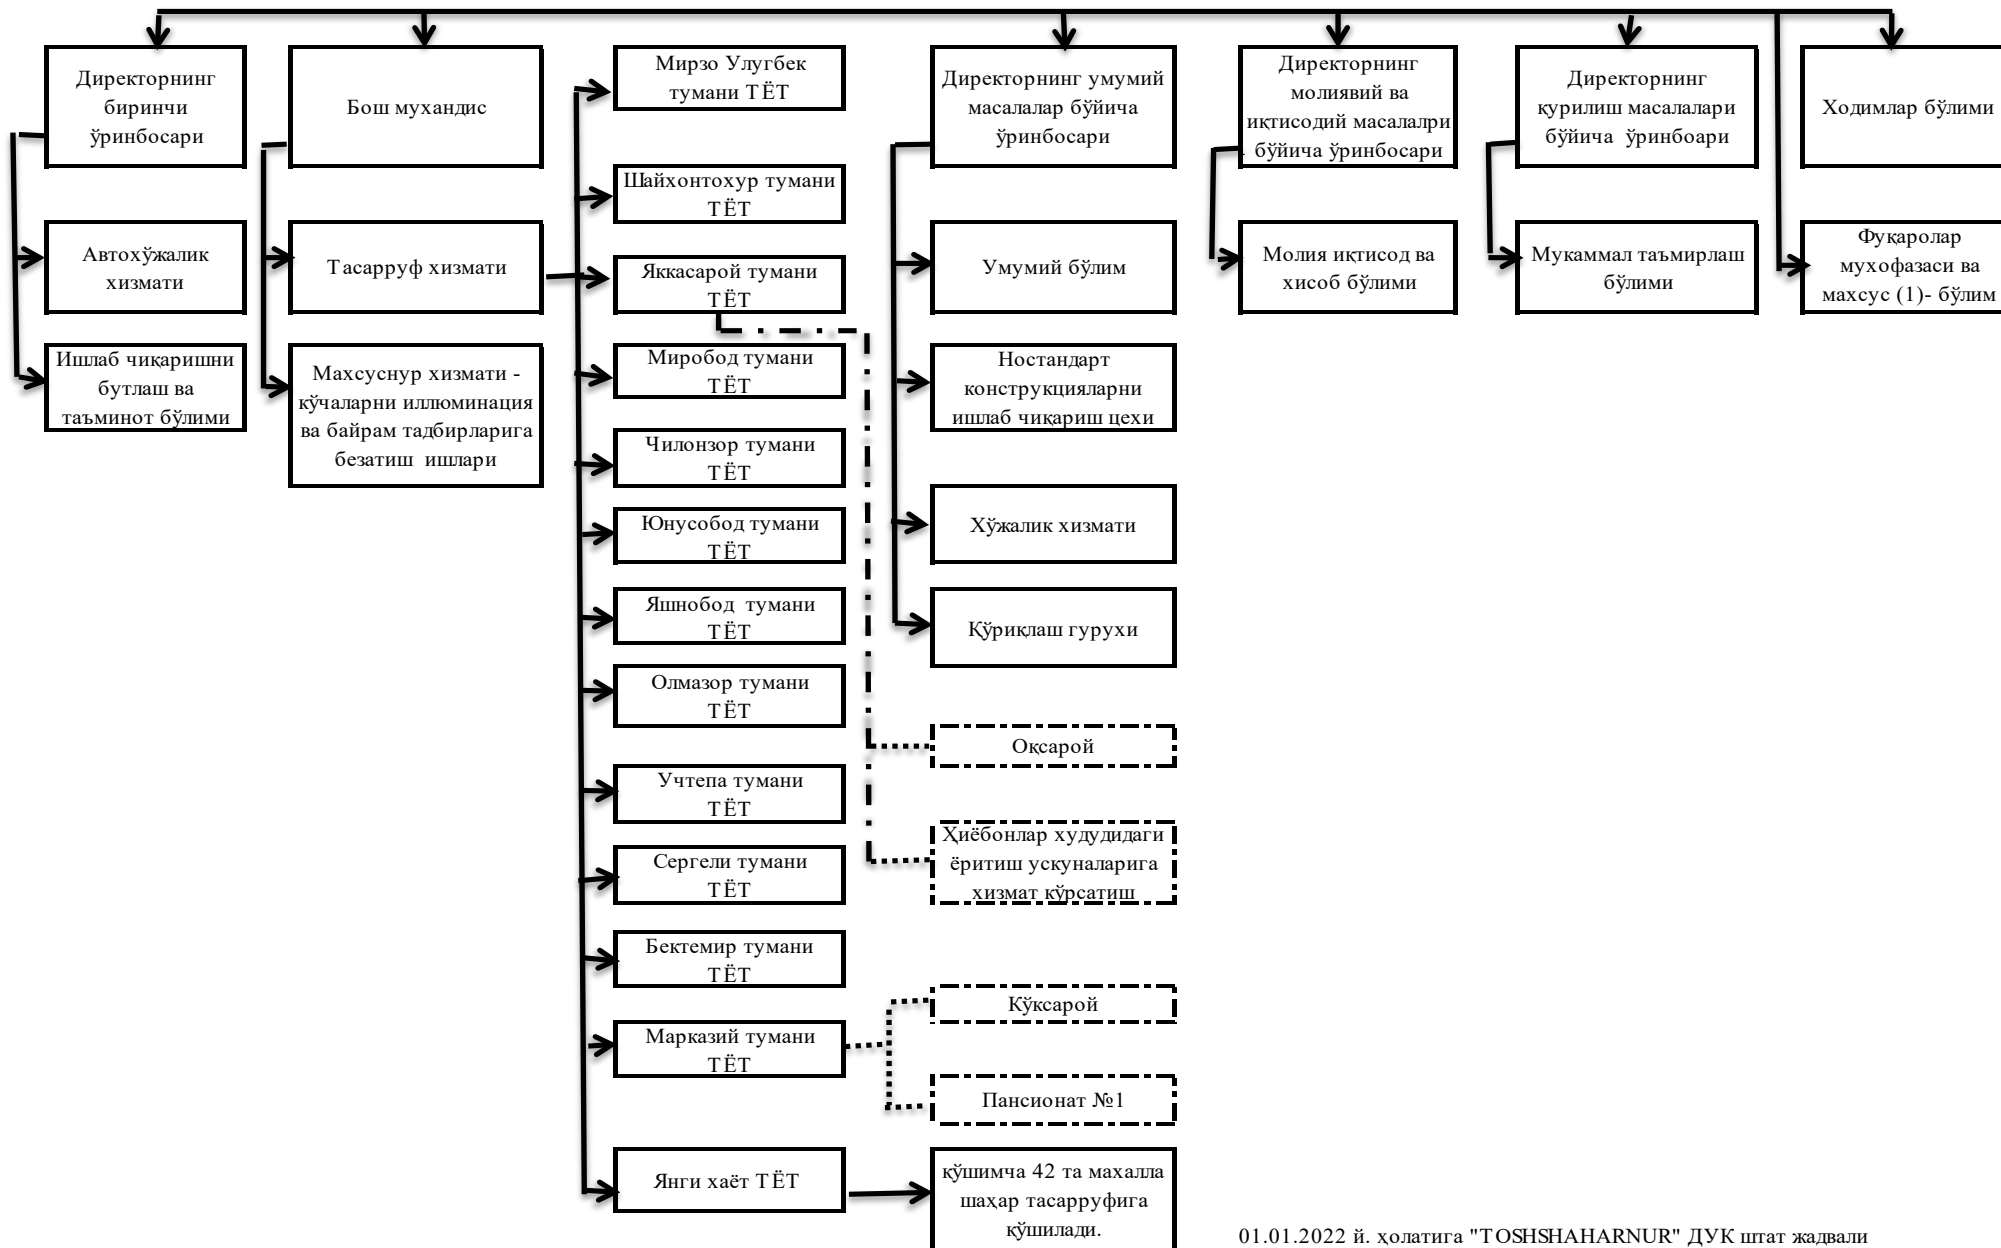 Директорнинг
биринчи
ўринбосари
Автохўжалик
хизмати
Ишлаб чиқаришни
бутлаш ва
таъминот бўлими
Бош мухандис
Тасарруф хизмати
Махсуснур хизмати -
кўчаларни иллюминация
ва байрам тадбирларига
безатиш ишлари
Мирзо Улугбек
тумани ТЁТ
Шайхонтохур тумани
ТЁТ
Яккасарой тумани
ТЁТ
Миробод тумани
ТЁТ
Чилонзор тумани
ТЁТ
Юнусобод тумани
ТЁТ
Яшнобод тумани
ТЁТ
Олмазор тумани
ТЁТ
Учтепа тумани
ТЁТ
Сергели тумани
ТЁТ
Бектемир тумани
ТЁТ
Марказий тумани
ТЁТ
Янги хаёт ТЁТ
Директорнинг умумий
масалалар бўйича
ўринбосари
Умумий бўлим
Ностандарт
конструкцияларни
ишлаб чиқариш цехи
Хўжалик хизмати
Қўриқлаш гурухи
Оқсарой
Ҳиёбонлар худудидаги
ёритиш ускуналарига
хизмат кўрсатиш
Кўксарой
Пансионат №1
қўшимча 42 та махалла
шаҳар тасарруфига
қўшилади.
Директорнинг
молиявий ва
иқтисодий масалалри
бўйича ўринбосари
Молия иқтисод ва
хисоб бўлими
Директорнинг
қурилиш масалалари
бўйича ўринбоари
Мукаммал таъмирлаш
бўлими
Ходимлар бўлими
Фуқаролар
мухофазаси ва
махсус (1)- бўлим
01.01.2022 й. ҳолатига "TOSHSHAHARNUR" ДУК штат жадвали